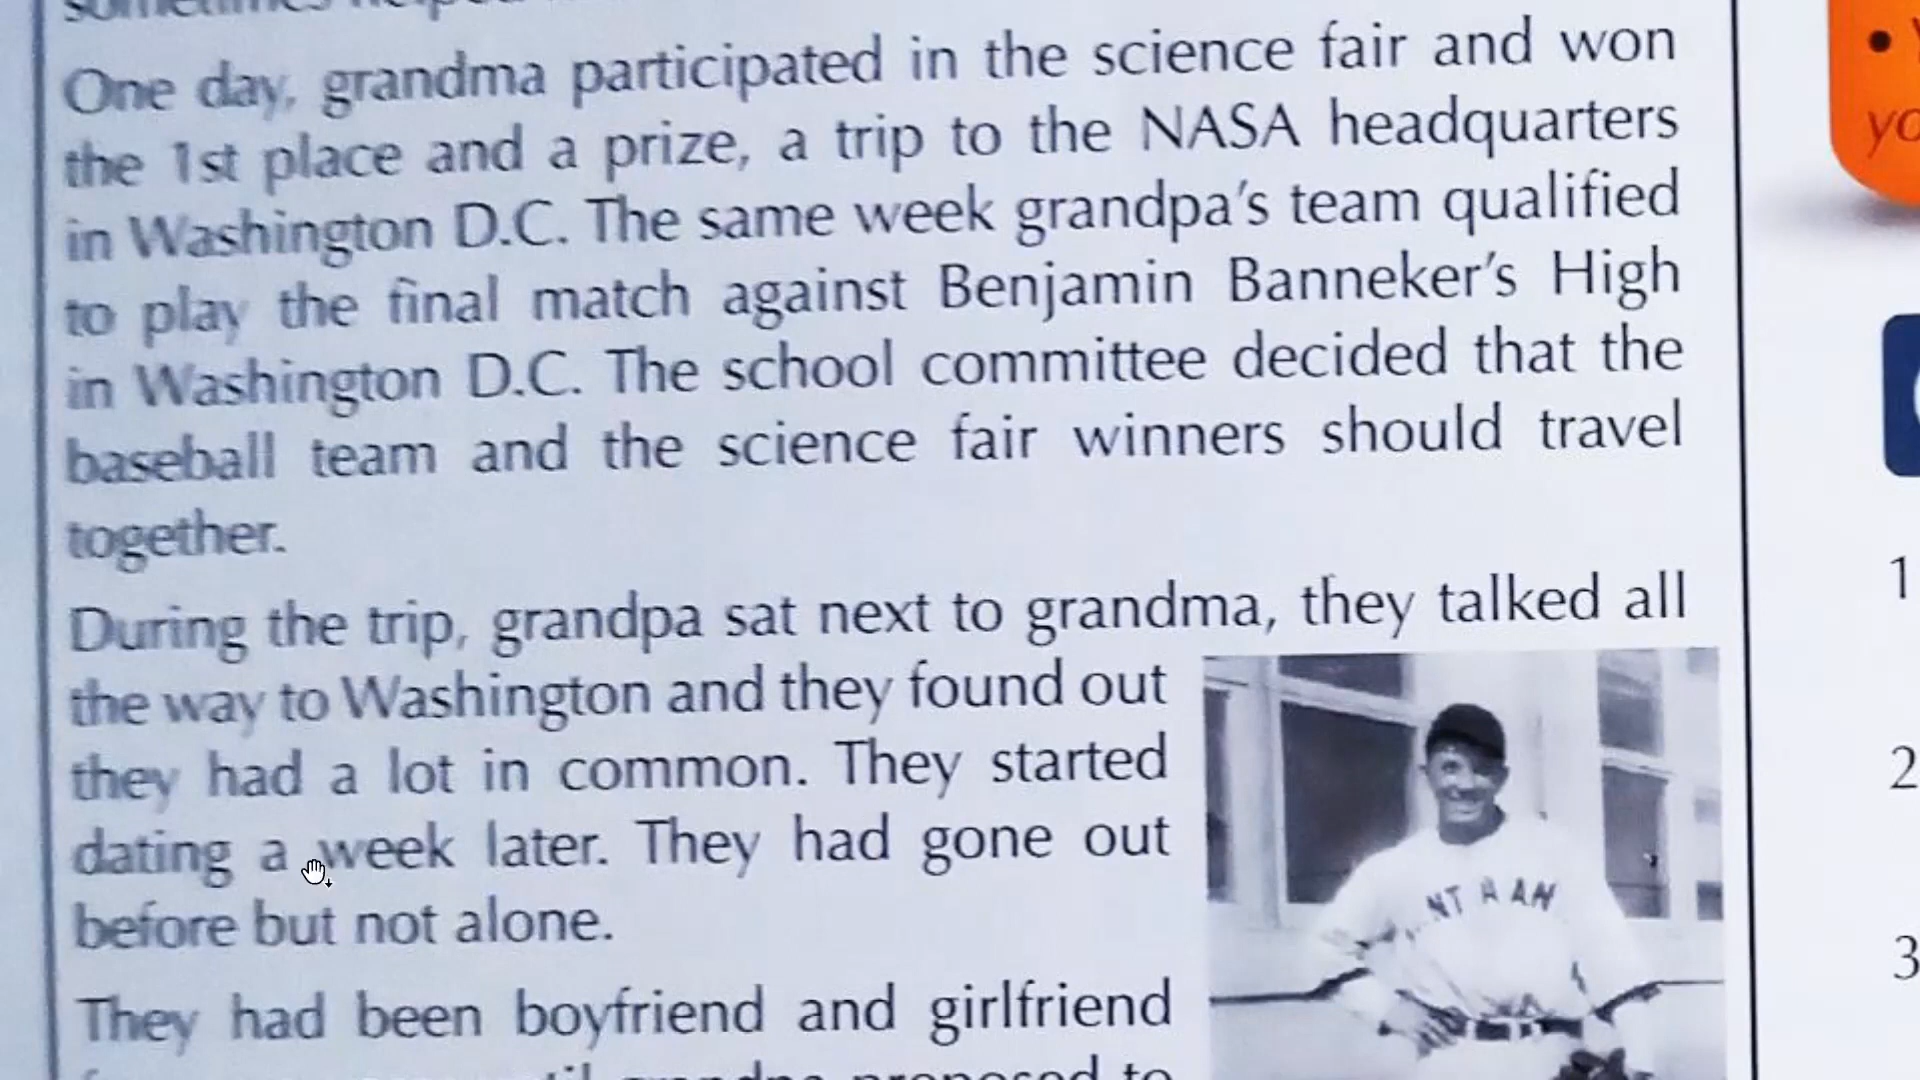 One day, grandma participated in the science fair and won
the 1st place and a prize, a trip to the NASA headquarters
in Washington D.C. The same week grandpa's team qualified
to play the final match against Benjamin Banneker's High
in Washington D.C. The school committee decided that the
baseball team and the science fair winners should travel
together.
During the trip, grandpa sat next to grandma, they talked all
the way to Washington and they found out
they had a lot in common. They started
dating a week later. They had gone out
before but not alone.
They had been boyfriend and girlfriend
grandpa proposed to
NT H AN
1
2
3